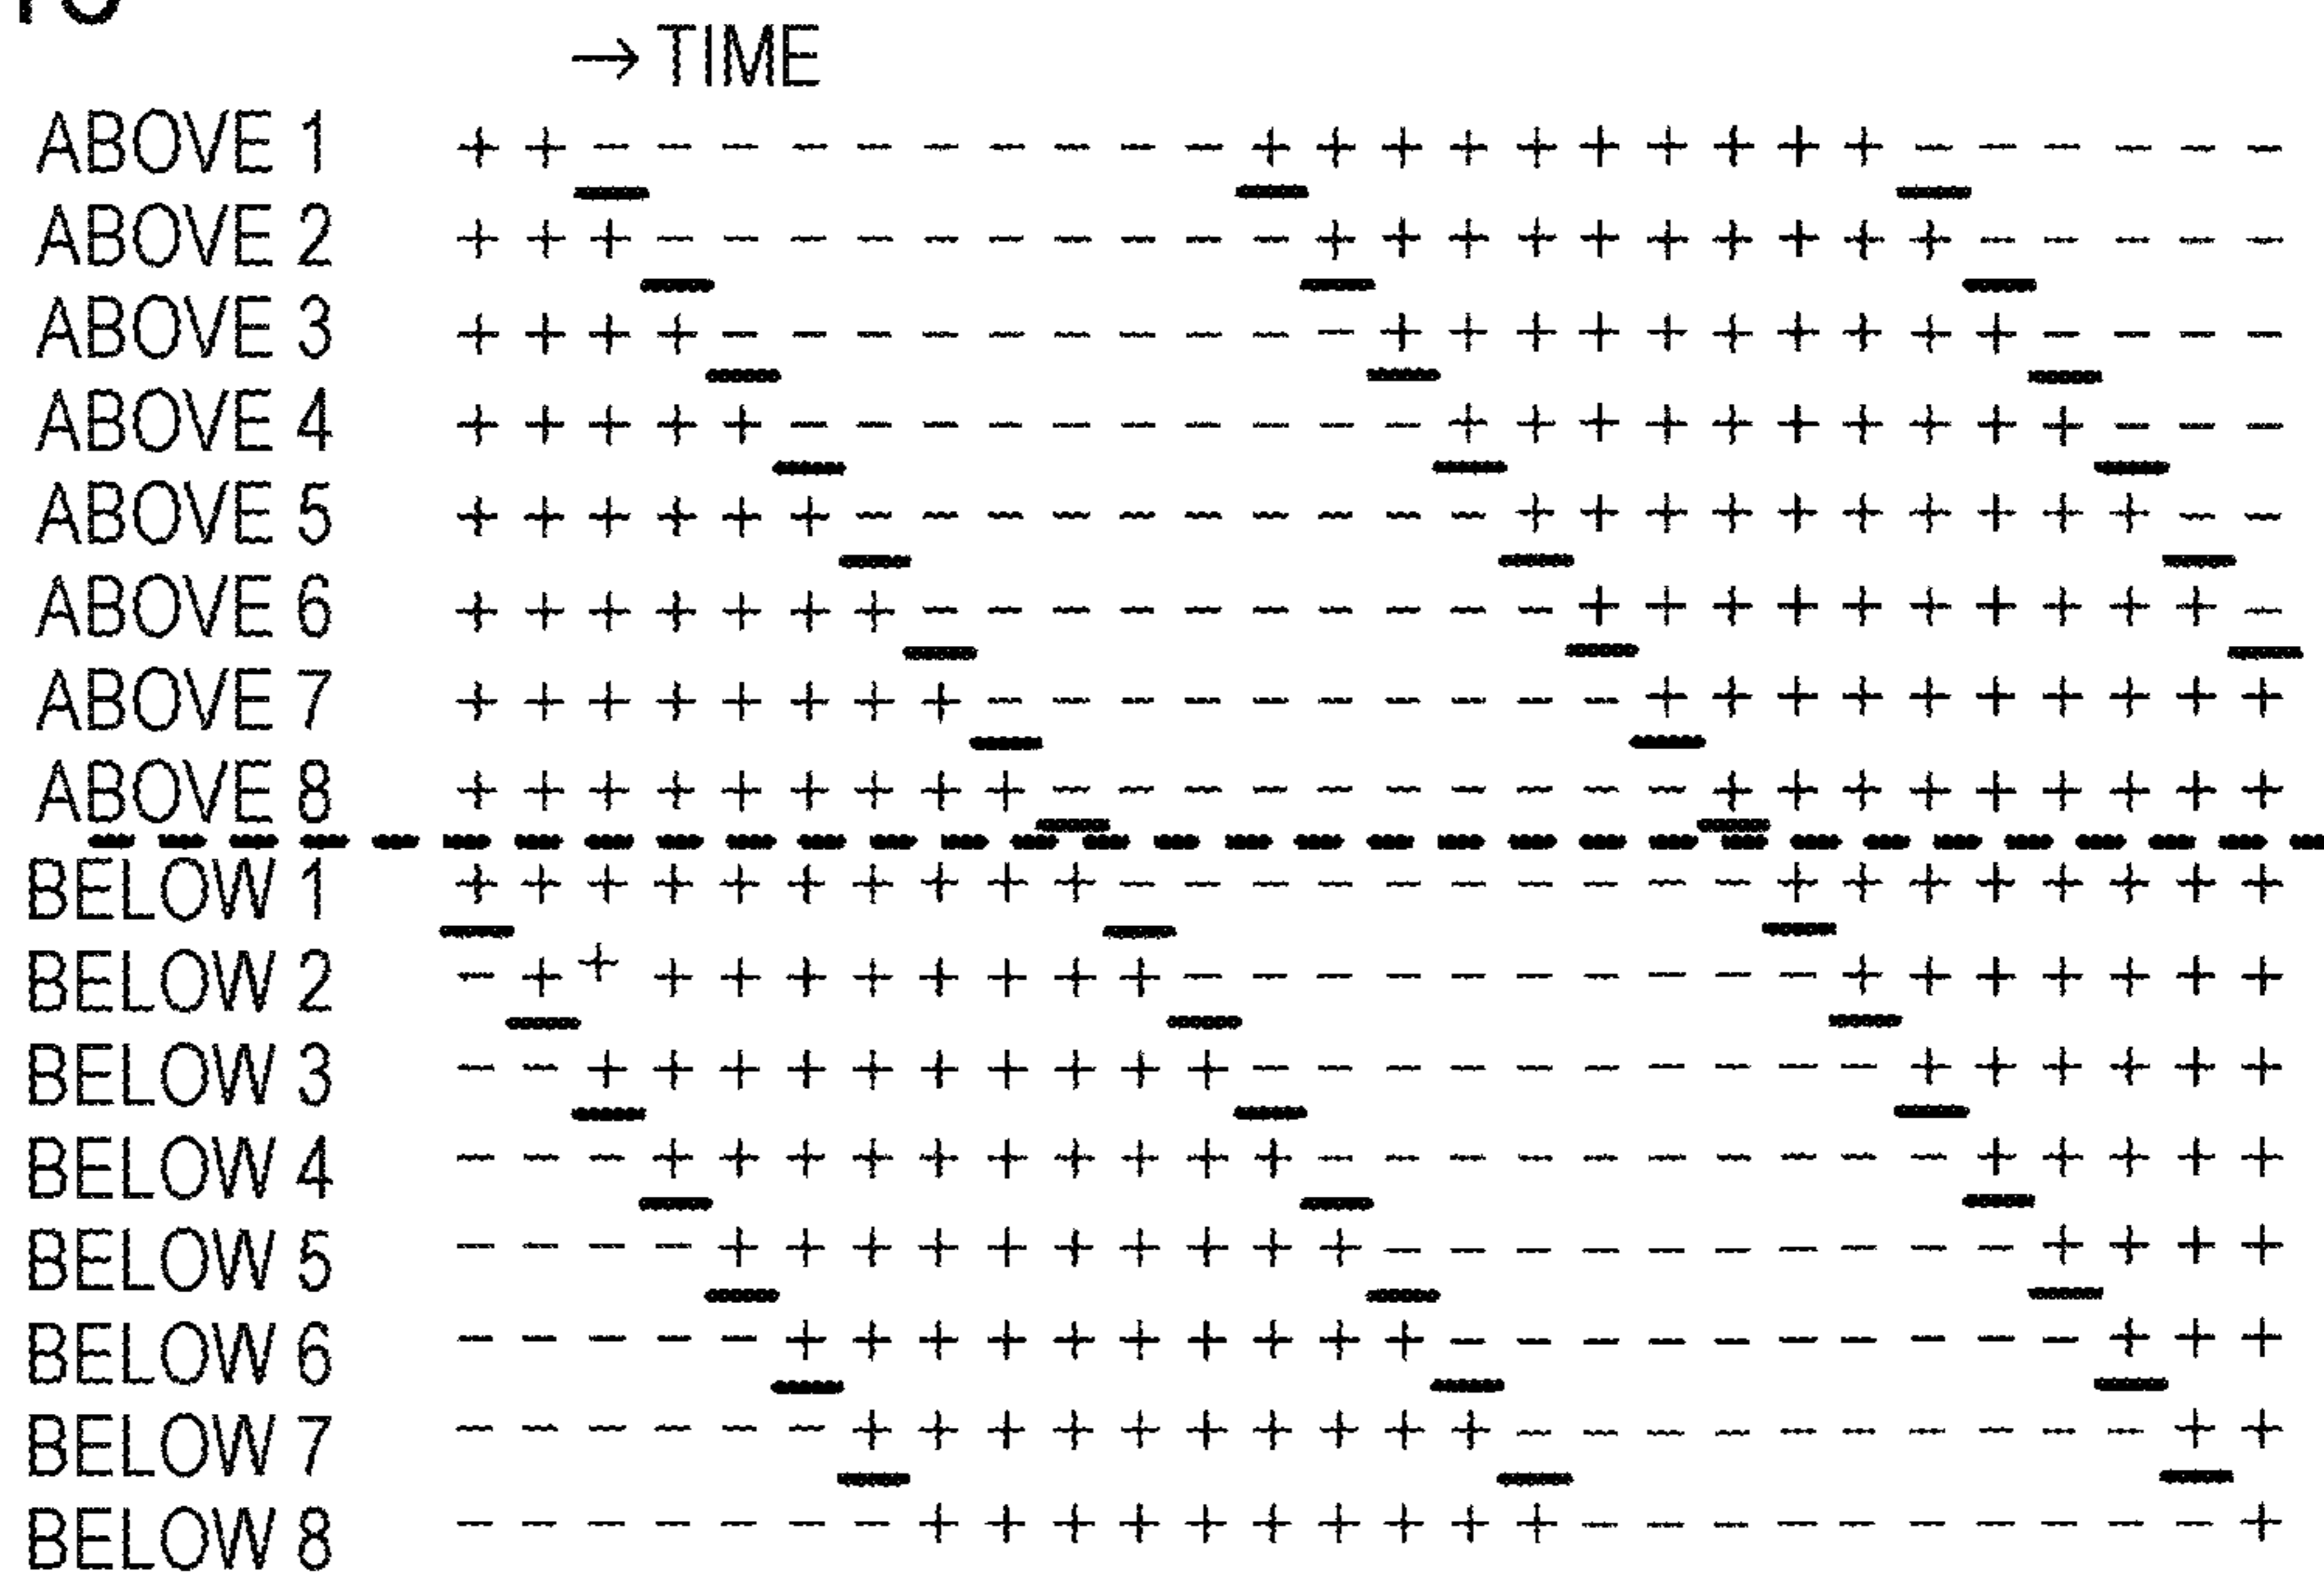 → TIME
ABOVE 1 + + - - - - - - - - - - + + + + + + + + + + - - - - - -
ABOVE 2 + + + - - - - - - - - - - + + + + + + + + + + - - - - -
ABOVE 3 + + + + - - - - - - - - - - + + + + + + + + + + - - - -
ABOVE 4 + + + + + - - - - - - - - - - + + + + + + + + + + - - -
ABOVE 5 + + + + + + - - - - - - - - - - + + + + + + + + + + - -
ABOVE 6 + + + + + + + - - - - - - - - - - + + + + + + + + + + -
ABOVE 7 + + + + + + + + - - - - - - - - - - + + + + + + + + + +
ABOVE 8 + + + + + + + + + - - - - - - - - - - + + + + + + + + +
BELOW 1 + + + + + + + + + + - - - - - - - - - - + + + + + + + +
BELOW 2 - + + + + + + + + + + - - - - - - - - - - + + + + + + +
BELOW 3 - - + + + + + + + + + + - - - - - - - - - - + + + + + +
BELOW 4 - - - + + + + + + + + + + - - - - - - - - - - + + + + +
BELOW 5 - - - - + + + + + + + + + + - - - - - - - - - - + + + +
BELOW 6 - - - - - + + + + + + + + + + - - - - - - - - - - + + +
BELOW 7 - - - - - - + + + + + + + + + + - - - - - - - - - - + +
BELOW 8 - - - - - - - + + + + + + + + + + - - - - - - - - - - +